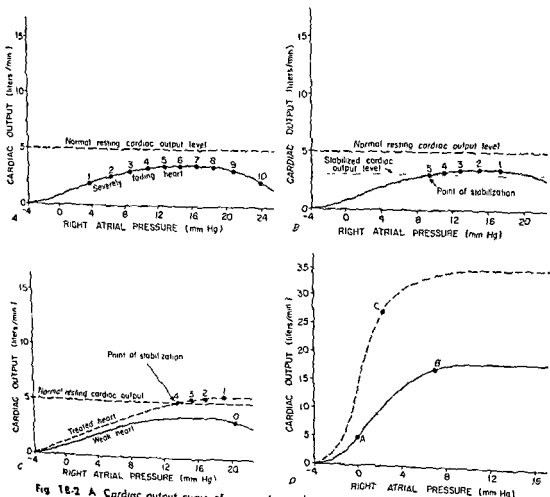 CARDIAC OUTPUT (liters/min)
15
10
5
0
Normal resting cardiac output level
1 2 3 4 5 6 7 8 9 10
Severely failing heart
-4 0 4 8 12 16 20 24
A RIGHT ATRIAL PRESSURE (mm Hg)
CARDIAC OUTPUT (liters/min)
15
10
5
0
Normal resting cardiac output level
Stabilized cardiac
output level
5 4 3 2 1
Point of stabilization
-4 0 4 8 12 16 20
B RIGHT ATRIAL PRESSURE (mm Hg)
CARDIAC OUTPUT (liters/min)
15
10
5
0
Point of stabilization
Normal resting cardiac output
4 3 2 1
0
Treated heart
Weak heart
-4 0 4 8 12 16 20
C RIGHT ATRIAL PRESSURE (mm Hg)
CARDIAC OUTPUT (liters/min)
35
30
25
20
15
10
5
0
C
B
A
-4 0 4 8 12 16
D RIGHT ATRIAL PRESSURE (mm Hg)
Fig 18-2 A Cardiac output curve of